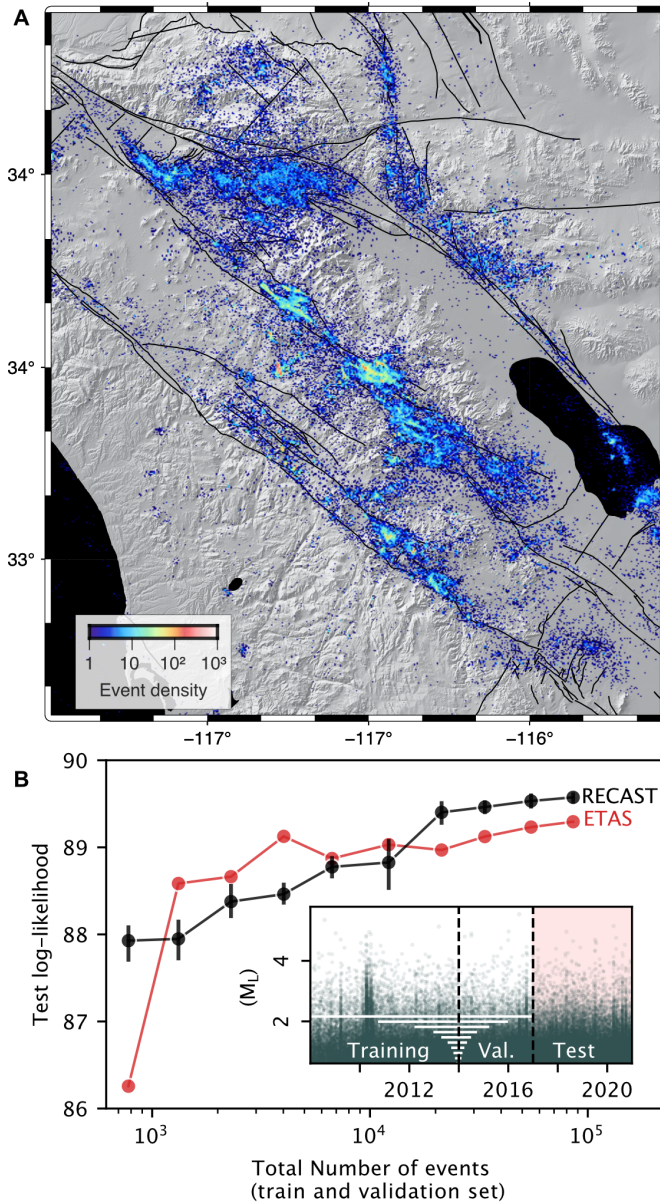 A
34°
34°
33°
1 10 10² 10³
Event density
−117° −117° −116°
B
90
89
88
87
86
Test log−likelihood
RECAST
ETAS
(M_L)
4
2
Training Val. Test
2012 2016 2020
10³ 10⁴ 10⁵
Total Number of events
(train and validation set)